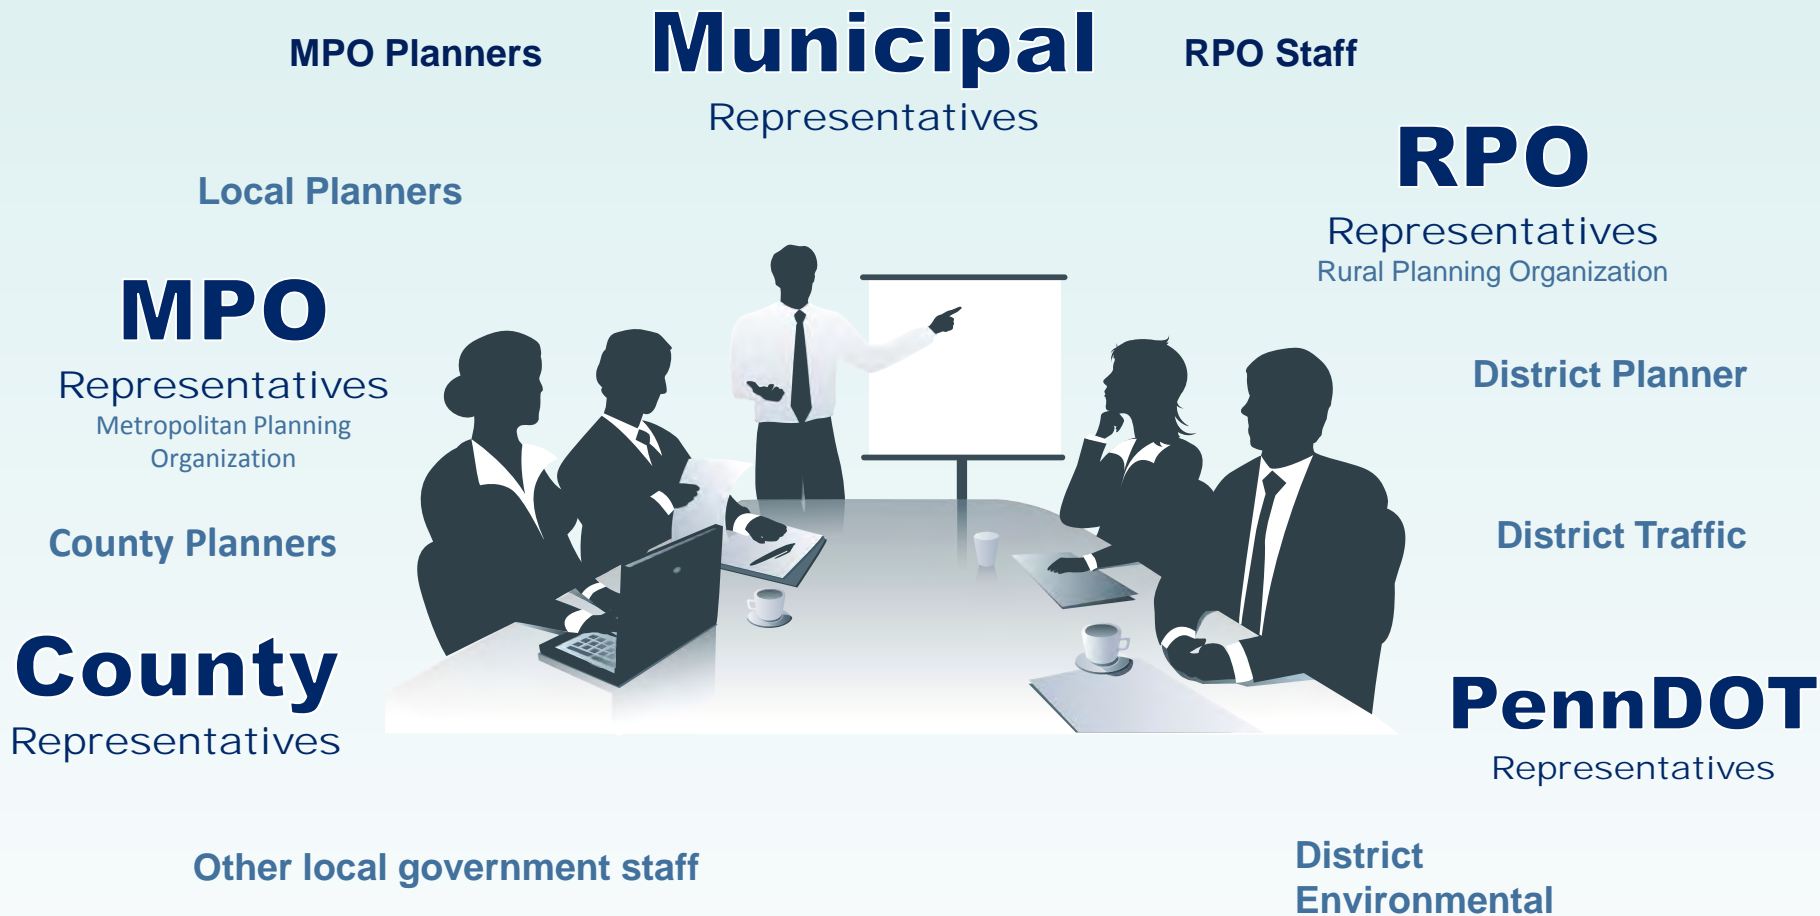 MPO Planners
Municipal
Representatives
RPO Staff
RPO
Representatives
Rural Planning Organization
Local Planners
MPO
Representatives
Metropolitan Planning
Organization
District Planner
County Planners
District Traffic
County
Representatives
PennDOT
Representatives
Other local government staff
District
Environmental